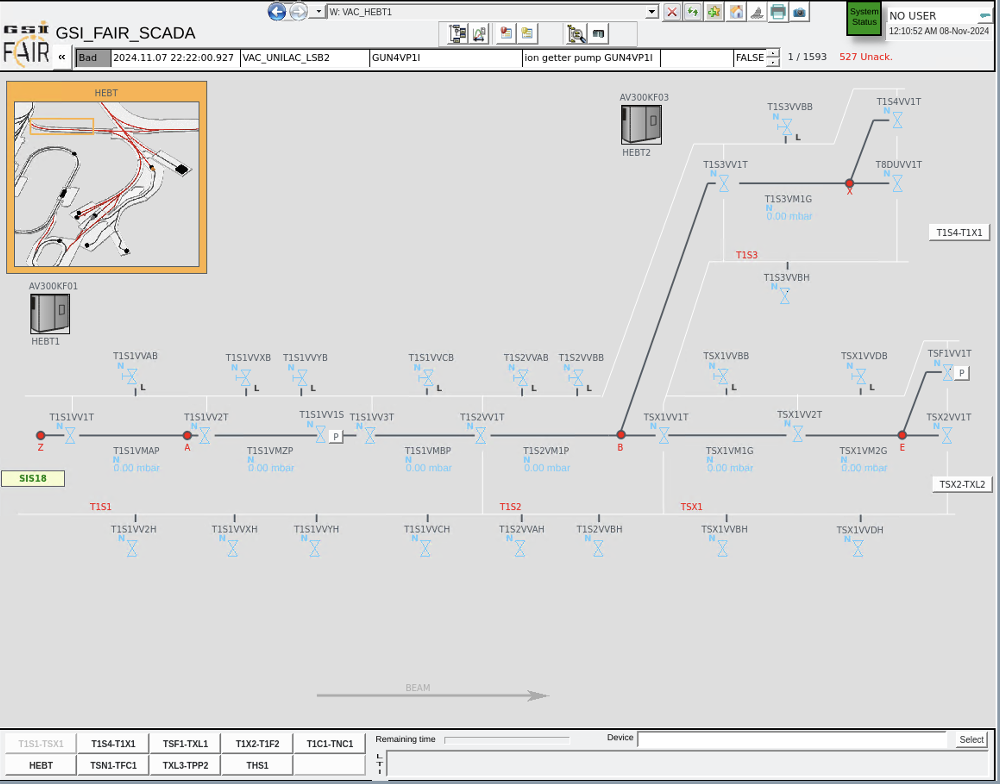 W: VAC_HEBT1
System Status
NO USER
12:10:52 AM 08-Nov-2024
GSI
FAIR
GSI_FAIR_SCADA
«
Bad 2024.11.07 22:22:00.927 VAC_UNILAC_LSB2 GUN4VP1I ion getter pump GUN4VP1I FALSE 1 / 1593 527 Unack.
HEBT
AV300KF03
HEBT2
T1S3VVBB
N
L
T1S4VV1T
N
T1S3VV1T
N
T8DUVV1T
N
X
T1S3VM1G
N
0.00 mbar
T1S4-T1X1
T1S3
T1S3VVBH
N
AV300KF01
HEBT1
T1S1VVAB T1S1VVXB T1S1VVYB T1S1VVCB T1S2VVAB T1S2VVBB TSX1VVBB TSX1VVDB TSF1VV1T
N N N N N N N N N
P
L L L L L L L L
T1S1VV1T T1S1VV2T T1S1VV1S T1S1VV3T T1S2VV1T TSX1VV1T TSX1VV2T TSX2VV1T
N N N N N N N N
P
Z A B E
T1S1VMAP T1S1VMZP T1S1VMBP T1S2VM1P TSX1VM1G TSX1VM2G
N N N N N N
0.00 mbar 0.00 mbar 0.00 mbar 0.00 mbar 0.00 mbar 0.00 mbar
SIS18
TSX2-TXL2
T1S1 T1S2 TSX1
T1S1VV2H T1S1VVXH T1S1VVYH T1S1VVCH T1S2VVAH T1S2VVBH TSX1VVBH TSX1VVDH
N N N N N N N N
BEAM
T1S1-TSX1 T1S4-T1X1 TSF1-TXL1 T1X2-T1F2 T1C1-TNC1
HEBT TSN1-TFC1 TXL3-TPP2 THS1
Remaining time
Device
Select
L
T
I